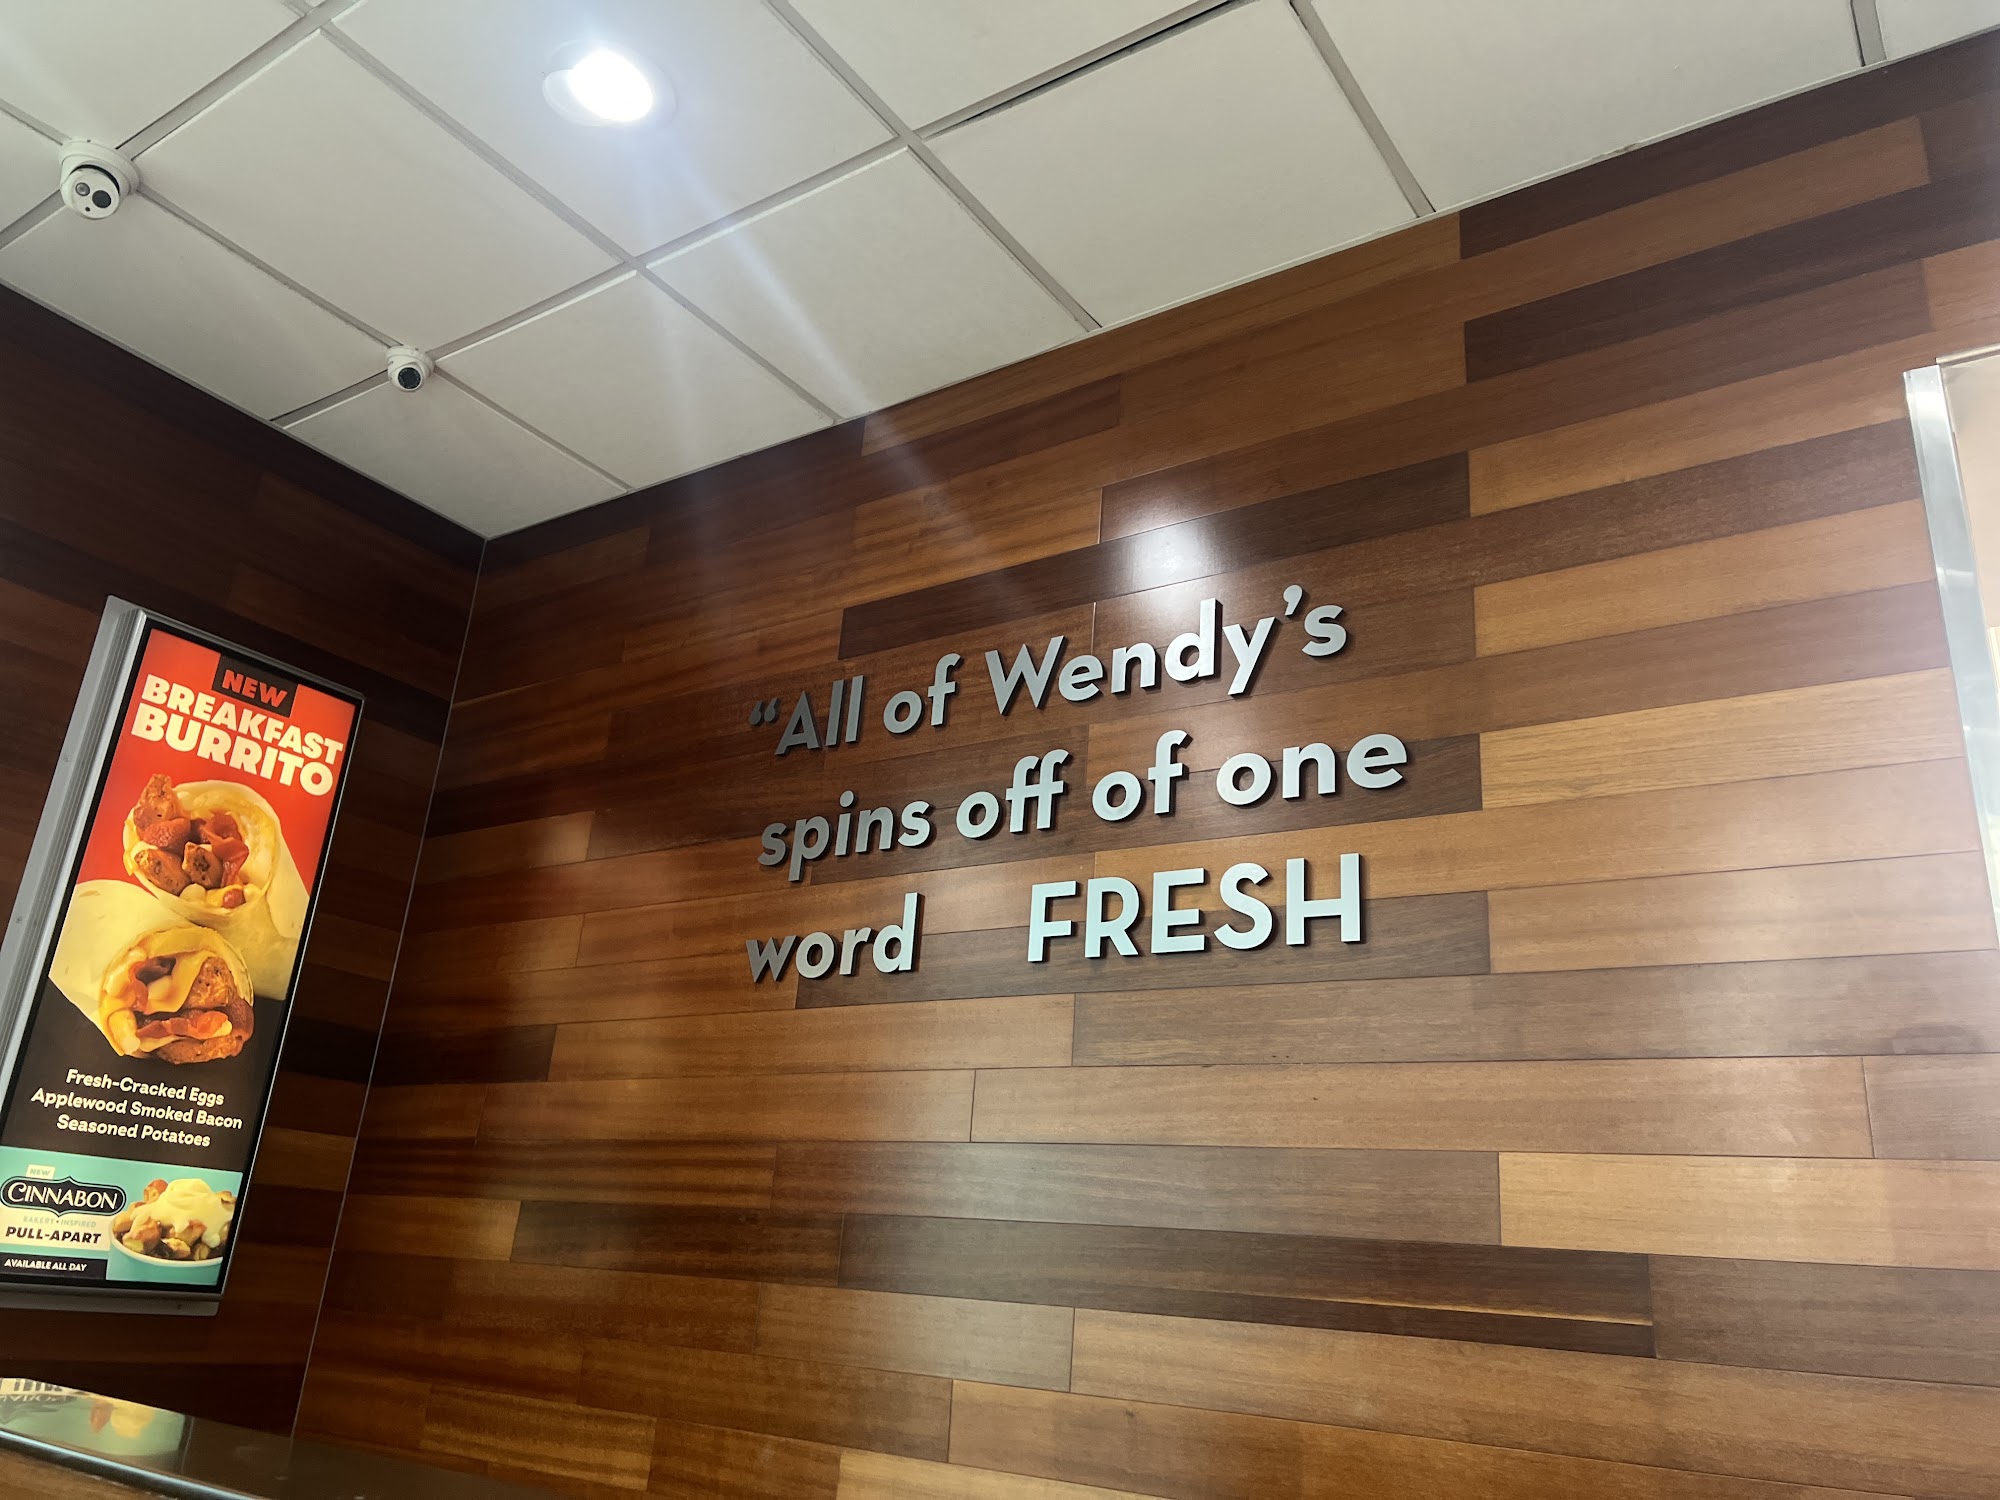 NEW
BREAKFAST
BURRITO
Fresh-Cracked Eggs
Applewood Smoked Bacon
Seasoned Potatoes
NEW
CINNABON
BAKERY • INSPIRED
PULL-APART
AVAILABLE ALL DAY
“All of Wendy’s
spins off of one
word FRESH